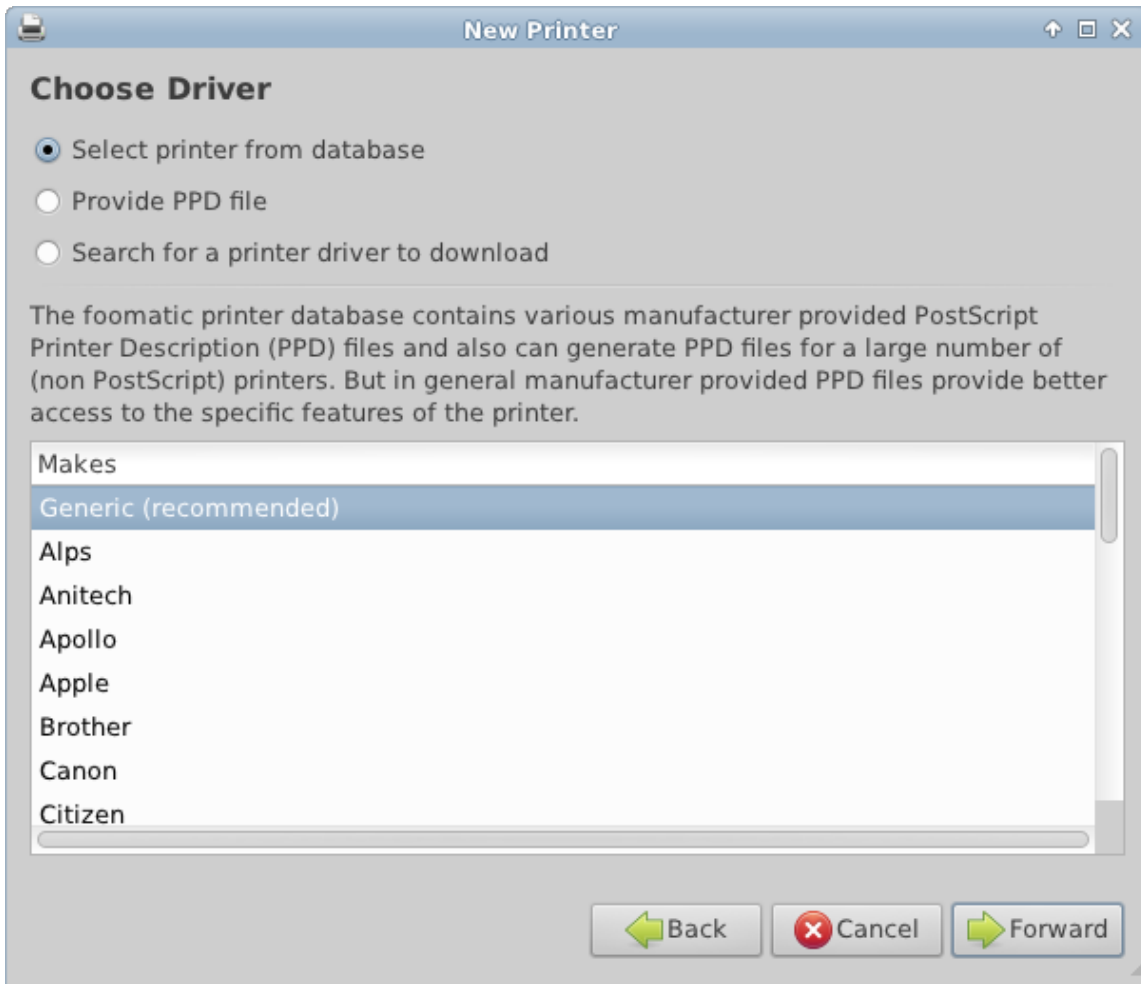 New Printer
Choose Driver
Select printer from database
Provide PPD file
Search for a printer driver to download
The foomatic printer database contains various manufacturer provided PostScript
Printer Description (PPD) files and also can generate PPD files for a large number of
(non PostScript) printers. But in general manufacturer provided PPD files provide better
access to the specific features of the printer.
Makes
Generic (recommended)
Alps
Anitech
Apollo
Apple
Brother
Canon
Citizen
Back Cancel Forward